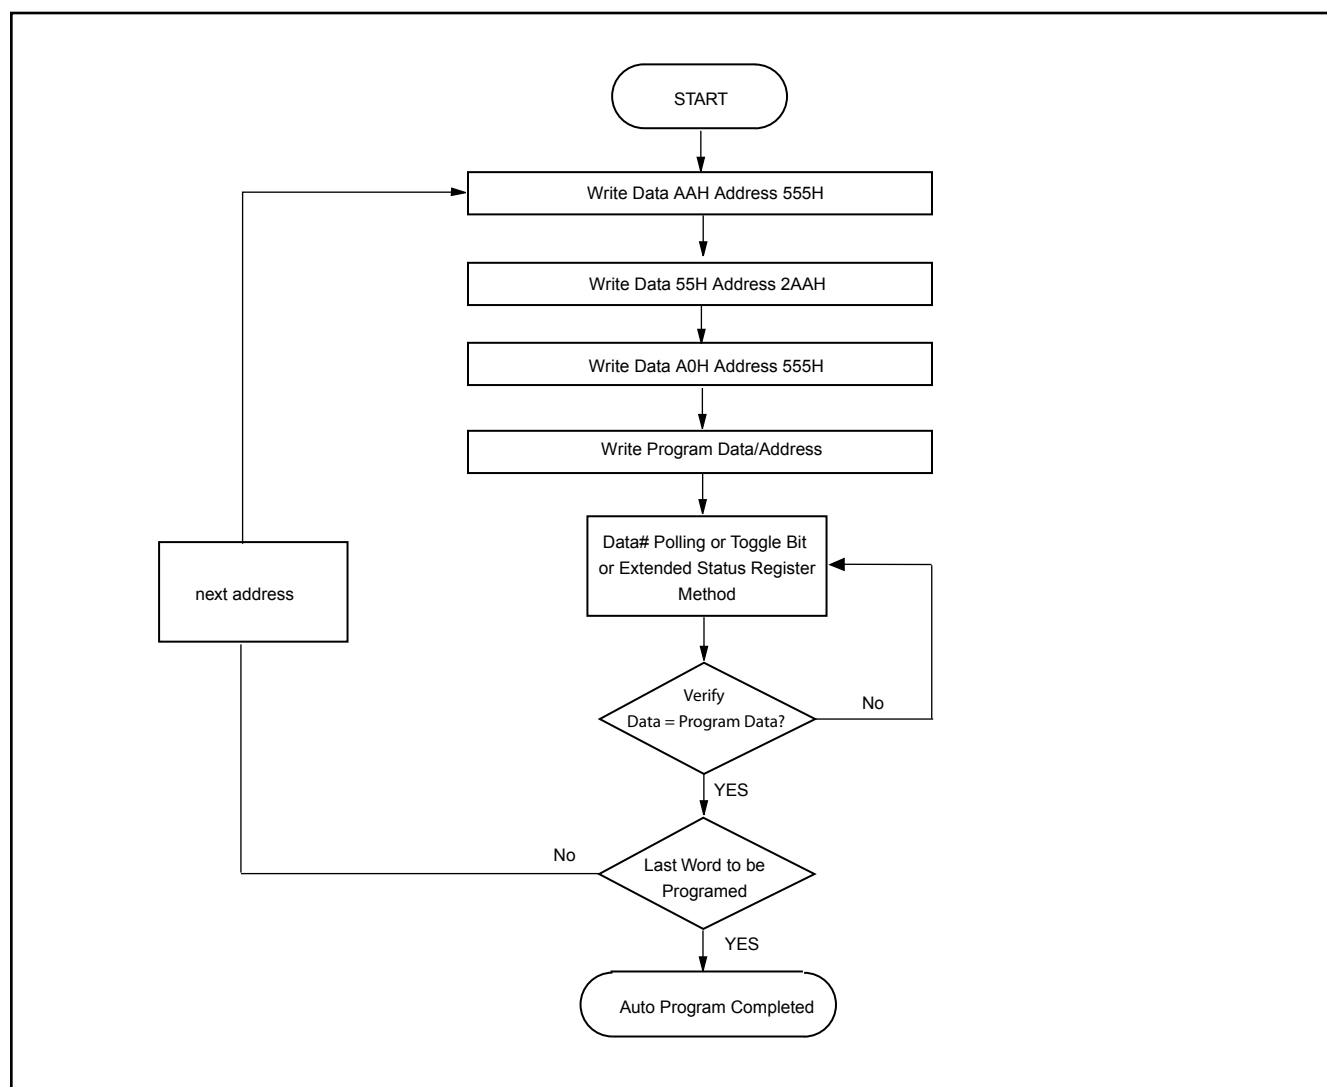 START
Write Data AAH Address 555H
Write Data 55H Address 2AAH
Write Data A0H Address 555H
Write Program Data/Address
Data# Polling or Toggle Bit
or Extended Status Register
Method
next address
Verify
Data = Program Data?
No
YES
No
Last Word to be
Programed
YES
Auto Program Completed